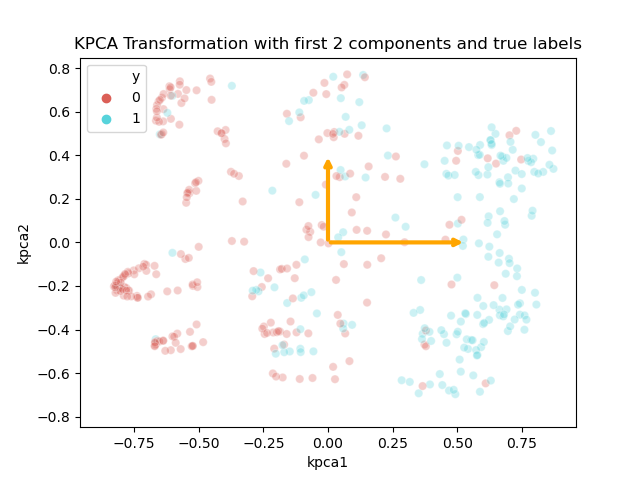 KPCA Transformation with first 2 components and true labels
y
0
1
0.8
0.6
0.4
0.2
0.0
−0.2
−0.4
−0.6
−0.8
kpca2
−0.75 −0.50 −0.25 0.00 0.25 0.50 0.75
kpca1